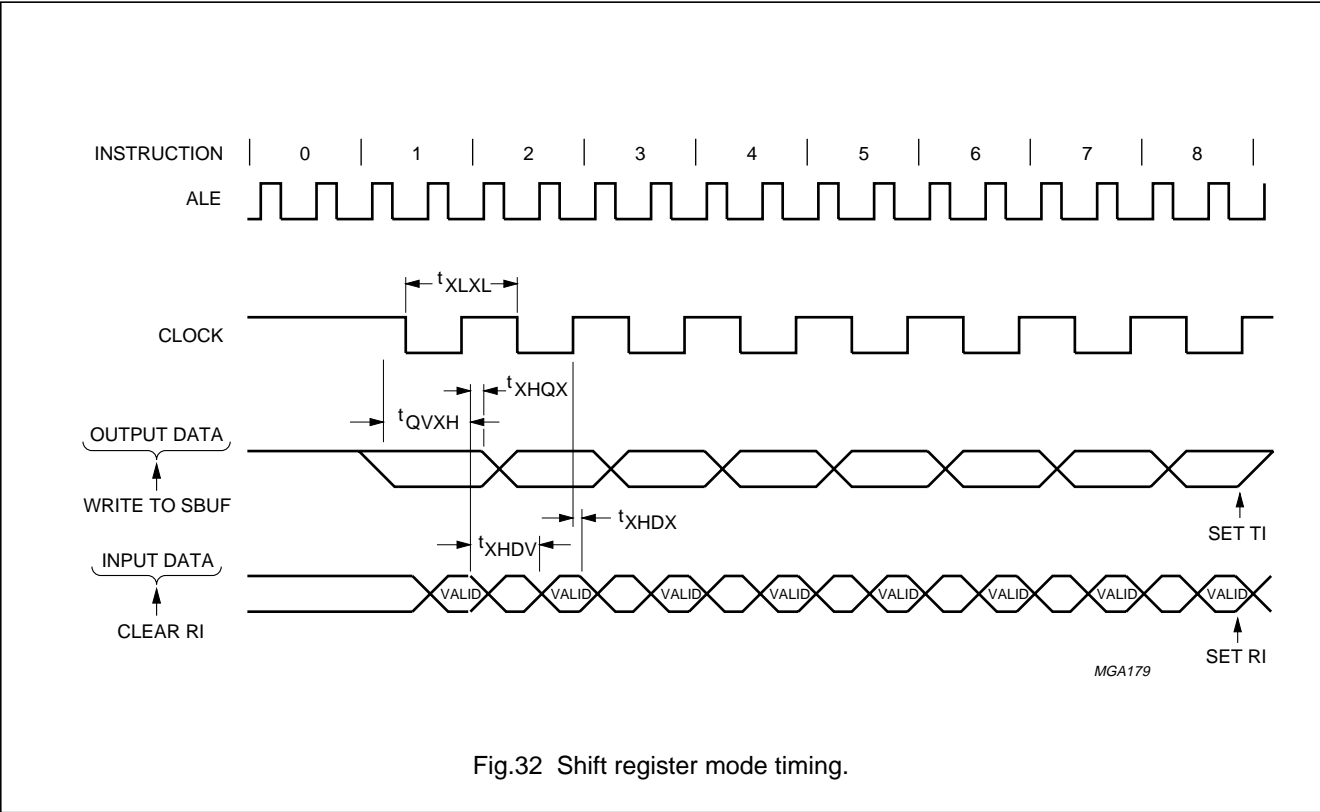 INSTRUCTION | 0 | 1 | 2 | 3 | 4 | 5 | 6 | 7 | 8 |
ALE
tXLXL
CLOCK
tXHQX
tQVXH
OUTPUT DATA
WRITE TO SBUF
tXHDX
SET TI
tXHDV
INPUT DATA
VALID VALID VALID VALID VALID VALID VALID VALID
CLEAR RI
SET RI
MGA179
Fig.32 Shift register mode timing.